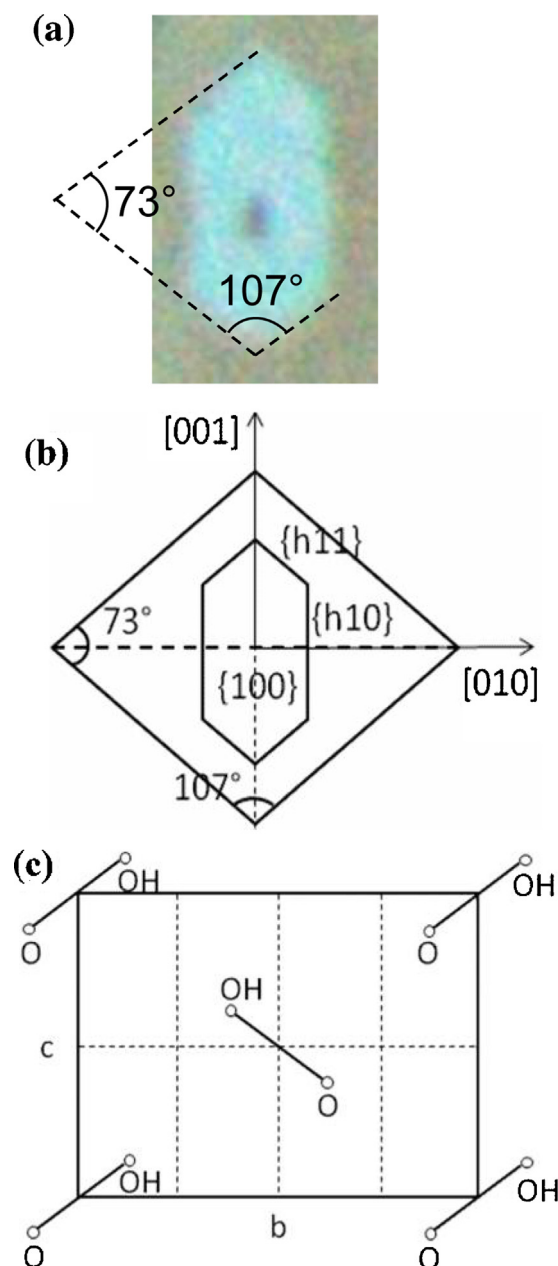 (a)
73°
107°
(b)
[001]
{h11}
73°
{h10}
{100}
[010]
107°
(c)
OH
OH
O
O
OH
c
O
OH
OH
O
b
O